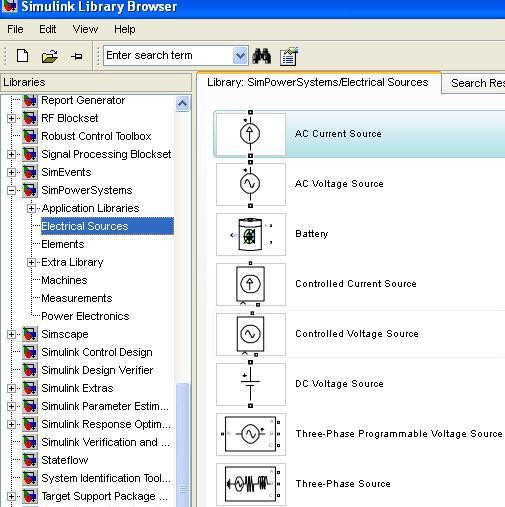 Simulink Library Browser
File Edit View Help
Enter search term
Libraries
Library: SimPowerSystems/Electrical Sources
Search Res
Report Generator
RF Blockset
Robust Control Toolbox
Signal Processing Blockset
SimEvents
SimPowerSystems
Application Libraries
Electrical Sources
Elements
Extra Library
Machines
Measurements
Power Electronics
Simscape
Simulink Control Design
Simulink Design Verifier
Simulink Extras
Simulink Parameter Estim...
Simulink Response Optim...
Simulink Verification and ...
Stateflow
System Identification Tool...
Target Support Package ...
AC Current Source
AC Voltage Source
Battery
Controlled Current Source
Controlled Voltage Source
DC Voltage Source
Three-Phase Programmable Voltage Source
Three-Phase Source